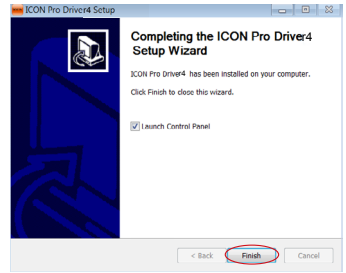 ICON Pro Driver4 Setup
Completing the ICON Pro Driver4
Setup Wizard
ICON Pro Driver4 has been installed on your computer.
Click Finish to close this wizard.
Launch Control Panel
< Back
Finish
Cancel